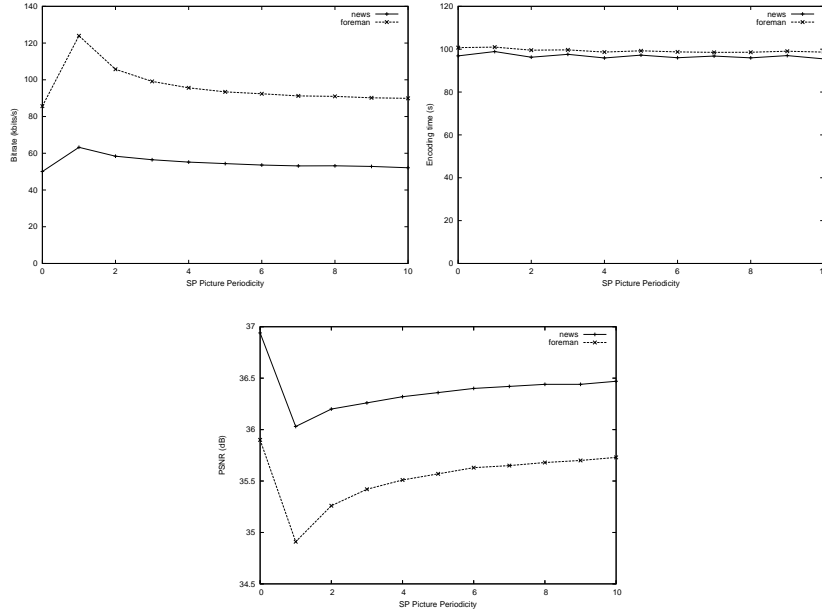 140
120
100
80
60
40
20
0
Bitrate (kbits/s)
0 2 4 6 8 10
SP Picture Periodicity
news
foreman
120
100
80
60
40
20
0
Encoding time (s)
0 2 4 6 8 1
SP Picture Periodicity
news
foreman
37
36.5
36
35.5
35
34.5
PSNR (dB)
0 2 4 6 8 10
SP Picture Periodicity
news
foreman